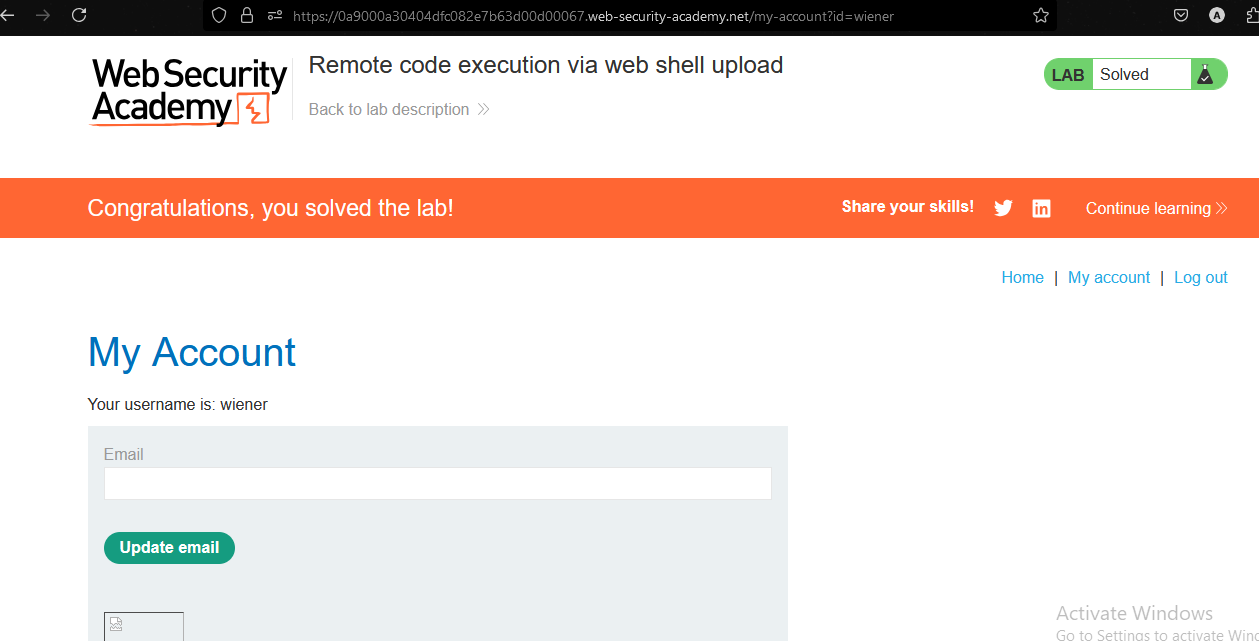 https://0a9000a30404dfc082e7b63d00d00067.web-security-academy.net/my-account?id=wiener
A
Web Security
Academy
Remote code execution via web shell upload
Back to lab description
LAB Solved
Congratulations, you solved the lab!
Share your skills!
in
Continue learning
Home | My account | Log out
My Account
Your username is: wiener
Email
Update email
Activate Windows
Go to Settings to activate Win